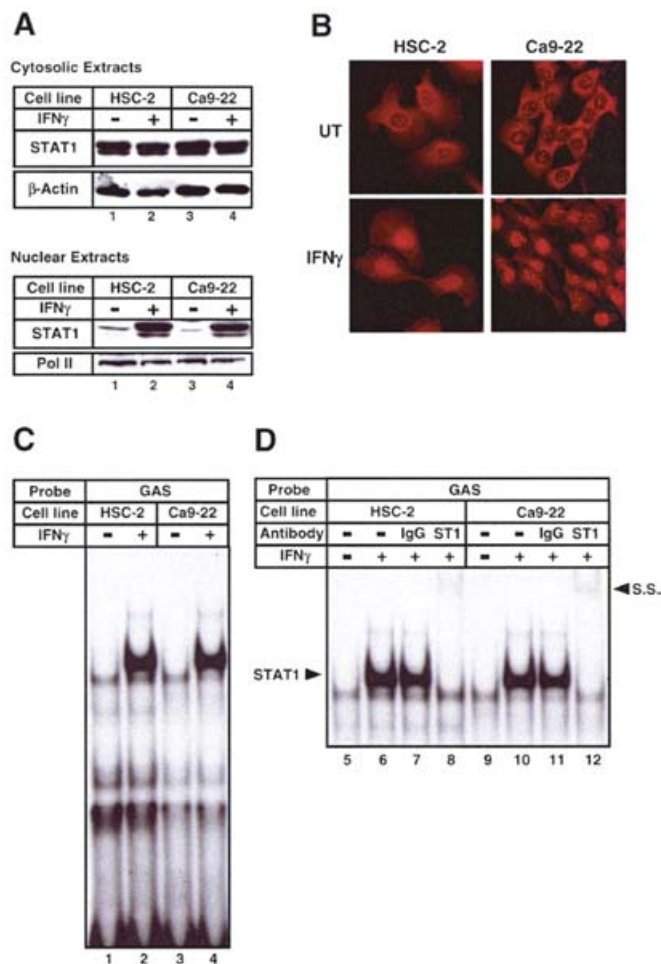 A
Cytosolic Extracts
Cell line HSC-2 Ca9-22
IFNγ - + - +
STAT1
β-Actin
1 2 3 4
Nuclear Extracts
Cell line HSC-2 Ca9-22
IFNγ - + - +
STAT1
Pol II
1 2 3 4
B
HSC-2 Ca9-22
UT
IFNγ
C
Probe GAS
Cell line HSC-2 Ca9-22
IFNγ - + - +
1 2 3 4
D
Probe GAS
Cell line HSC-2 Ca9-22
Antibody - - IgG ST1 - - IgG ST1
IFNγ - + + + - + + +
S.S.
STAT1
5 6 7 8 9 10 11 12